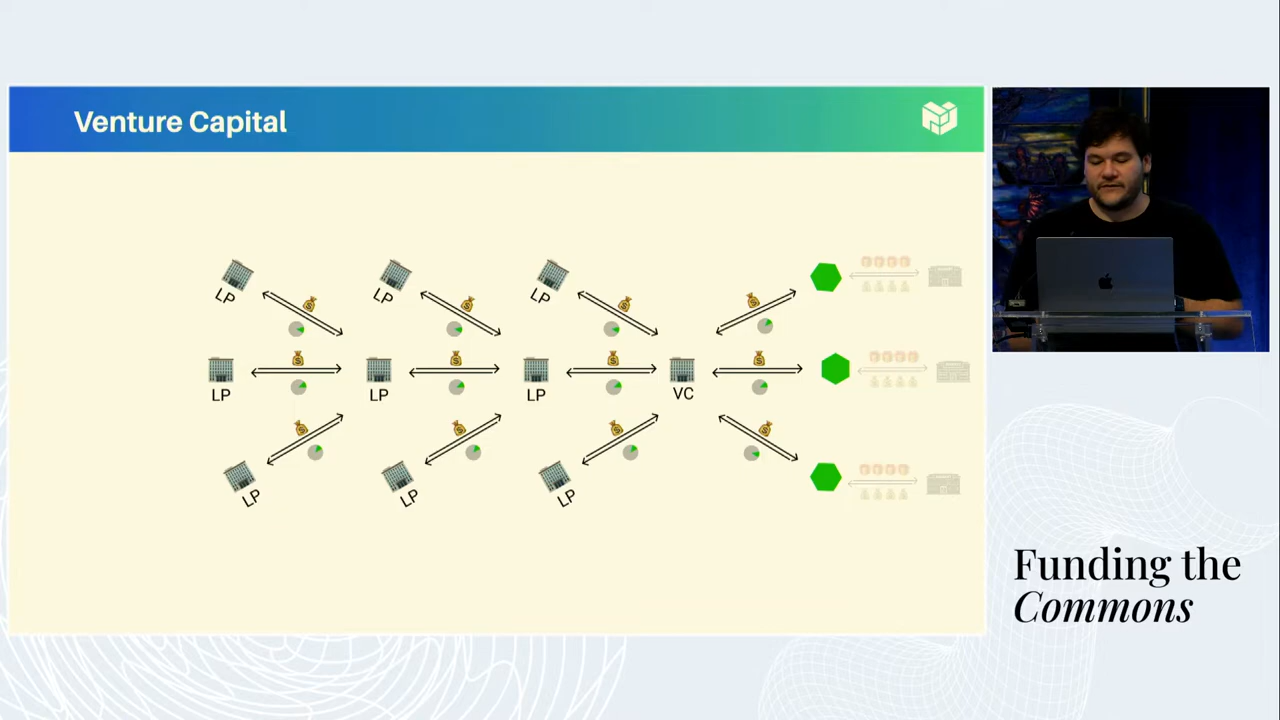 Venture Capital
LP LP LP
LP LP LP VC
LP LP LP
Funding the
Commons